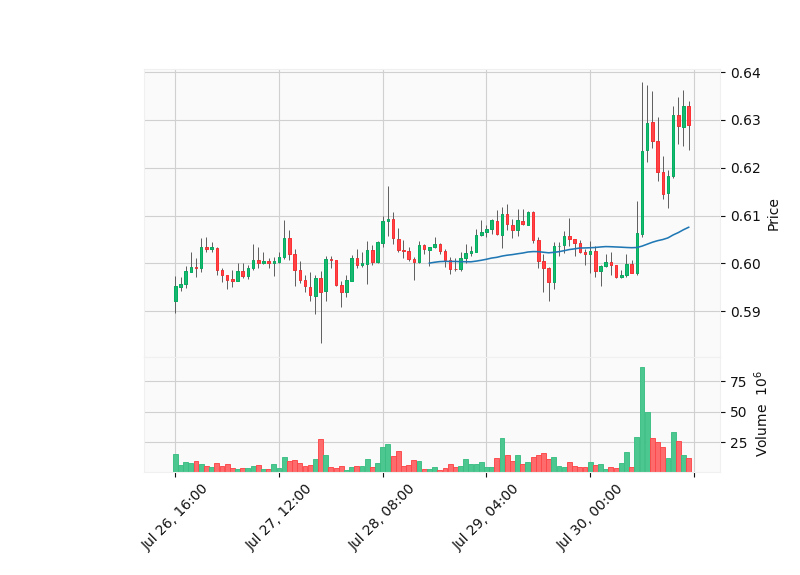 0.64
0.63
0.62
0.61
0.60
0.59
Price
75
50
25
Volume 10^6
Jul 26, 16:00
Jul 27, 12:00
Jul 28, 08:00
Jul 29, 04:00
Jul 30, 00:00